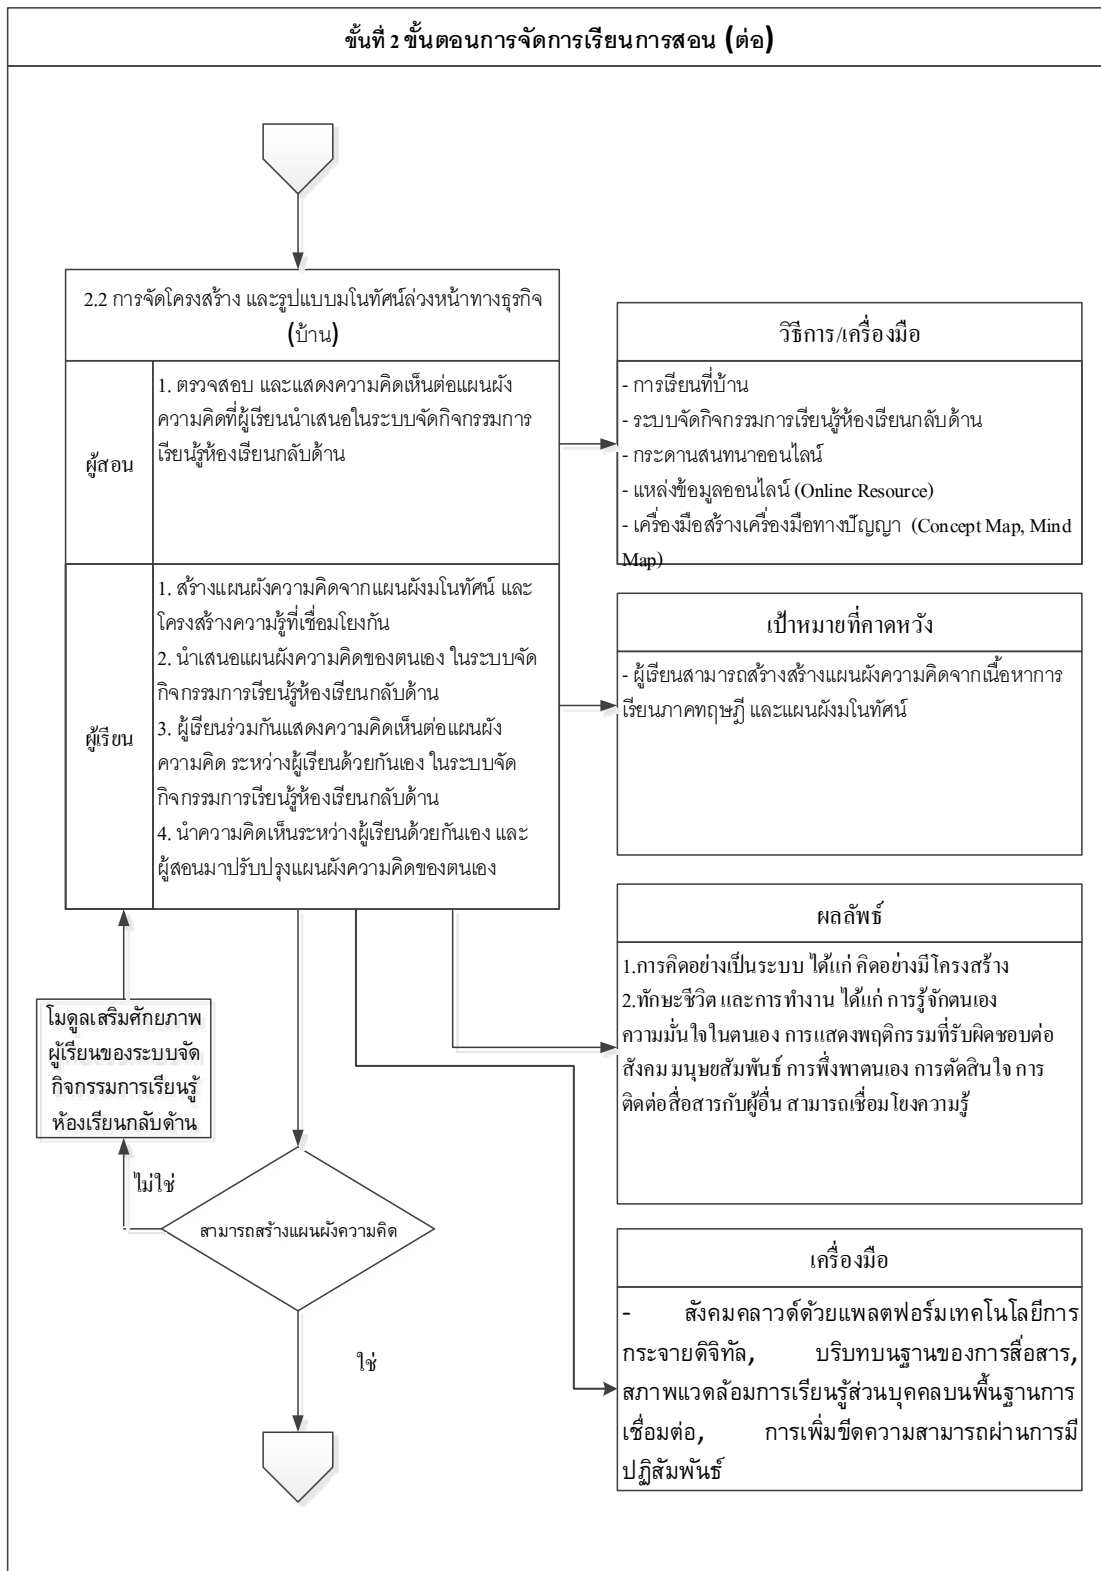 ขั้นที่ 2 ขั้นตอนการจัดการเรียนการสอน (ต่อ)
2.2 การจัดโครงสร้าง และรูปแบบมโนทัศน์ล่วงหน้าทางธุรกิจ
(บ้าน)
ผู้สอน
1. ตรวจสอบ และแสดงความคิดเห็นต่อแผนผัง
ความคิดที่ผู้เรียนนำเสนอในระบบจัดกิจกรรมการ
เรียนรู้ห้องเรียนกลับด้าน
ผู้เรียน
1. สร้างแผนผังความคิดจากแผนผังมโนทัศน์ และ
โครงสร้างความรู้ที่เชื่อมโยงกัน
2. นำเสนอแผนผังความคิดของตนเอง ในระบบจัด
กิจกรรมการเรียนรู้ห้องเรียนกลับด้าน
3. ผู้เรียนร่วมกันแสดงความคิดเห็นต่อแผนผัง
ความคิด ระหว่างผู้เรียนด้วยกันเอง ในระบบจัด
กิจกรรมการเรียนรู้ห้องเรียนกลับด้าน
4. นำความคิดเห็นระหว่างผู้เรียนด้วยกันเอง และ
ผู้สอนมาปรับปรุงแผนผังความคิดของตนเอง
วิธีการ/เครื่องมือ
- การเรียนที่บ้าน
- ระบบจัดกิจกรรมการเรียนรู้ห้องเรียนกลับด้าน
- กระดานสนทนาออนไลน์
- แหล่งข้อมูลออนไลน์ (Online Resource)
- เครื่องมือสร้างเครื่องมือทางปัญญา (Concept Map, Mind
Map)
เป้าหมายที่คาดหวัง
- ผู้เรียนสามารถสร้างสร้างแผนผังความคิดจากเนื้อหาการ
เรียนภาคทฤษฎี และแผนผังมโนทัศน์
ผลลัพธ์
1.การคิดอย่างเป็นระบบ ได้แก่ คิดอย่างมีโครงสร้าง
2.ทักษะชีวิต และการทำงาน ได้แก่ การรู้จักตนเอง
ความมั่นใจในตนเอง การแสดงพฤติกรรมที่รับผิดชอบต่อ
สังคม มนุษยสัมพันธ์ การพึ่งพาตนเอง การตัดสินใจ การ
ติดต่อสื่อสารกับผู้อื่น สามารถเชื่อมโยงความรู้
เครื่องมือ
- สังคมคลาวด์ด้วยแพลตฟอร์มเทคโนโลยีการ
กระจายดิจิทัล, บริบทบนฐานของการสื่อสาร,
สภาพแวดล้อมการเรียนรู้ส่วนบุคคลบนพื้นฐานการ
เชื่อมต่อ, การเพิ่มขีดความสามารถผ่านการมี
ปฏิสัมพันธ์
โมดูลเสริมศักยภาพ
ผู้เรียนของระบบจัด
กิจกรรมการเรียนรู้
ห้องเรียนกลับด้าน
ไม่ใช่
สามารถสร้างแผนผังความคิด
ใช่